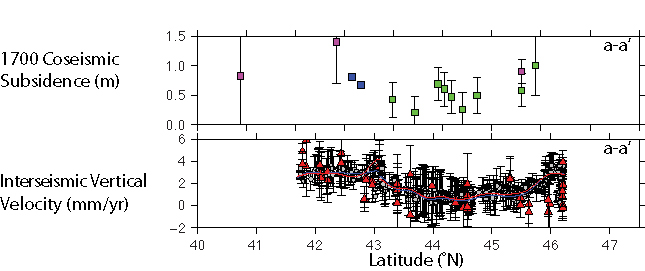 1.5
1700 Coseismic
a-a'
1.0
Subsidence (m)
0.5
0.0
6
a-a'
4
Interseismic Vertical
2
Velocity (mm/yr)
0
−2
40 41 42 43 44 45 46 47
Latitude (°N)